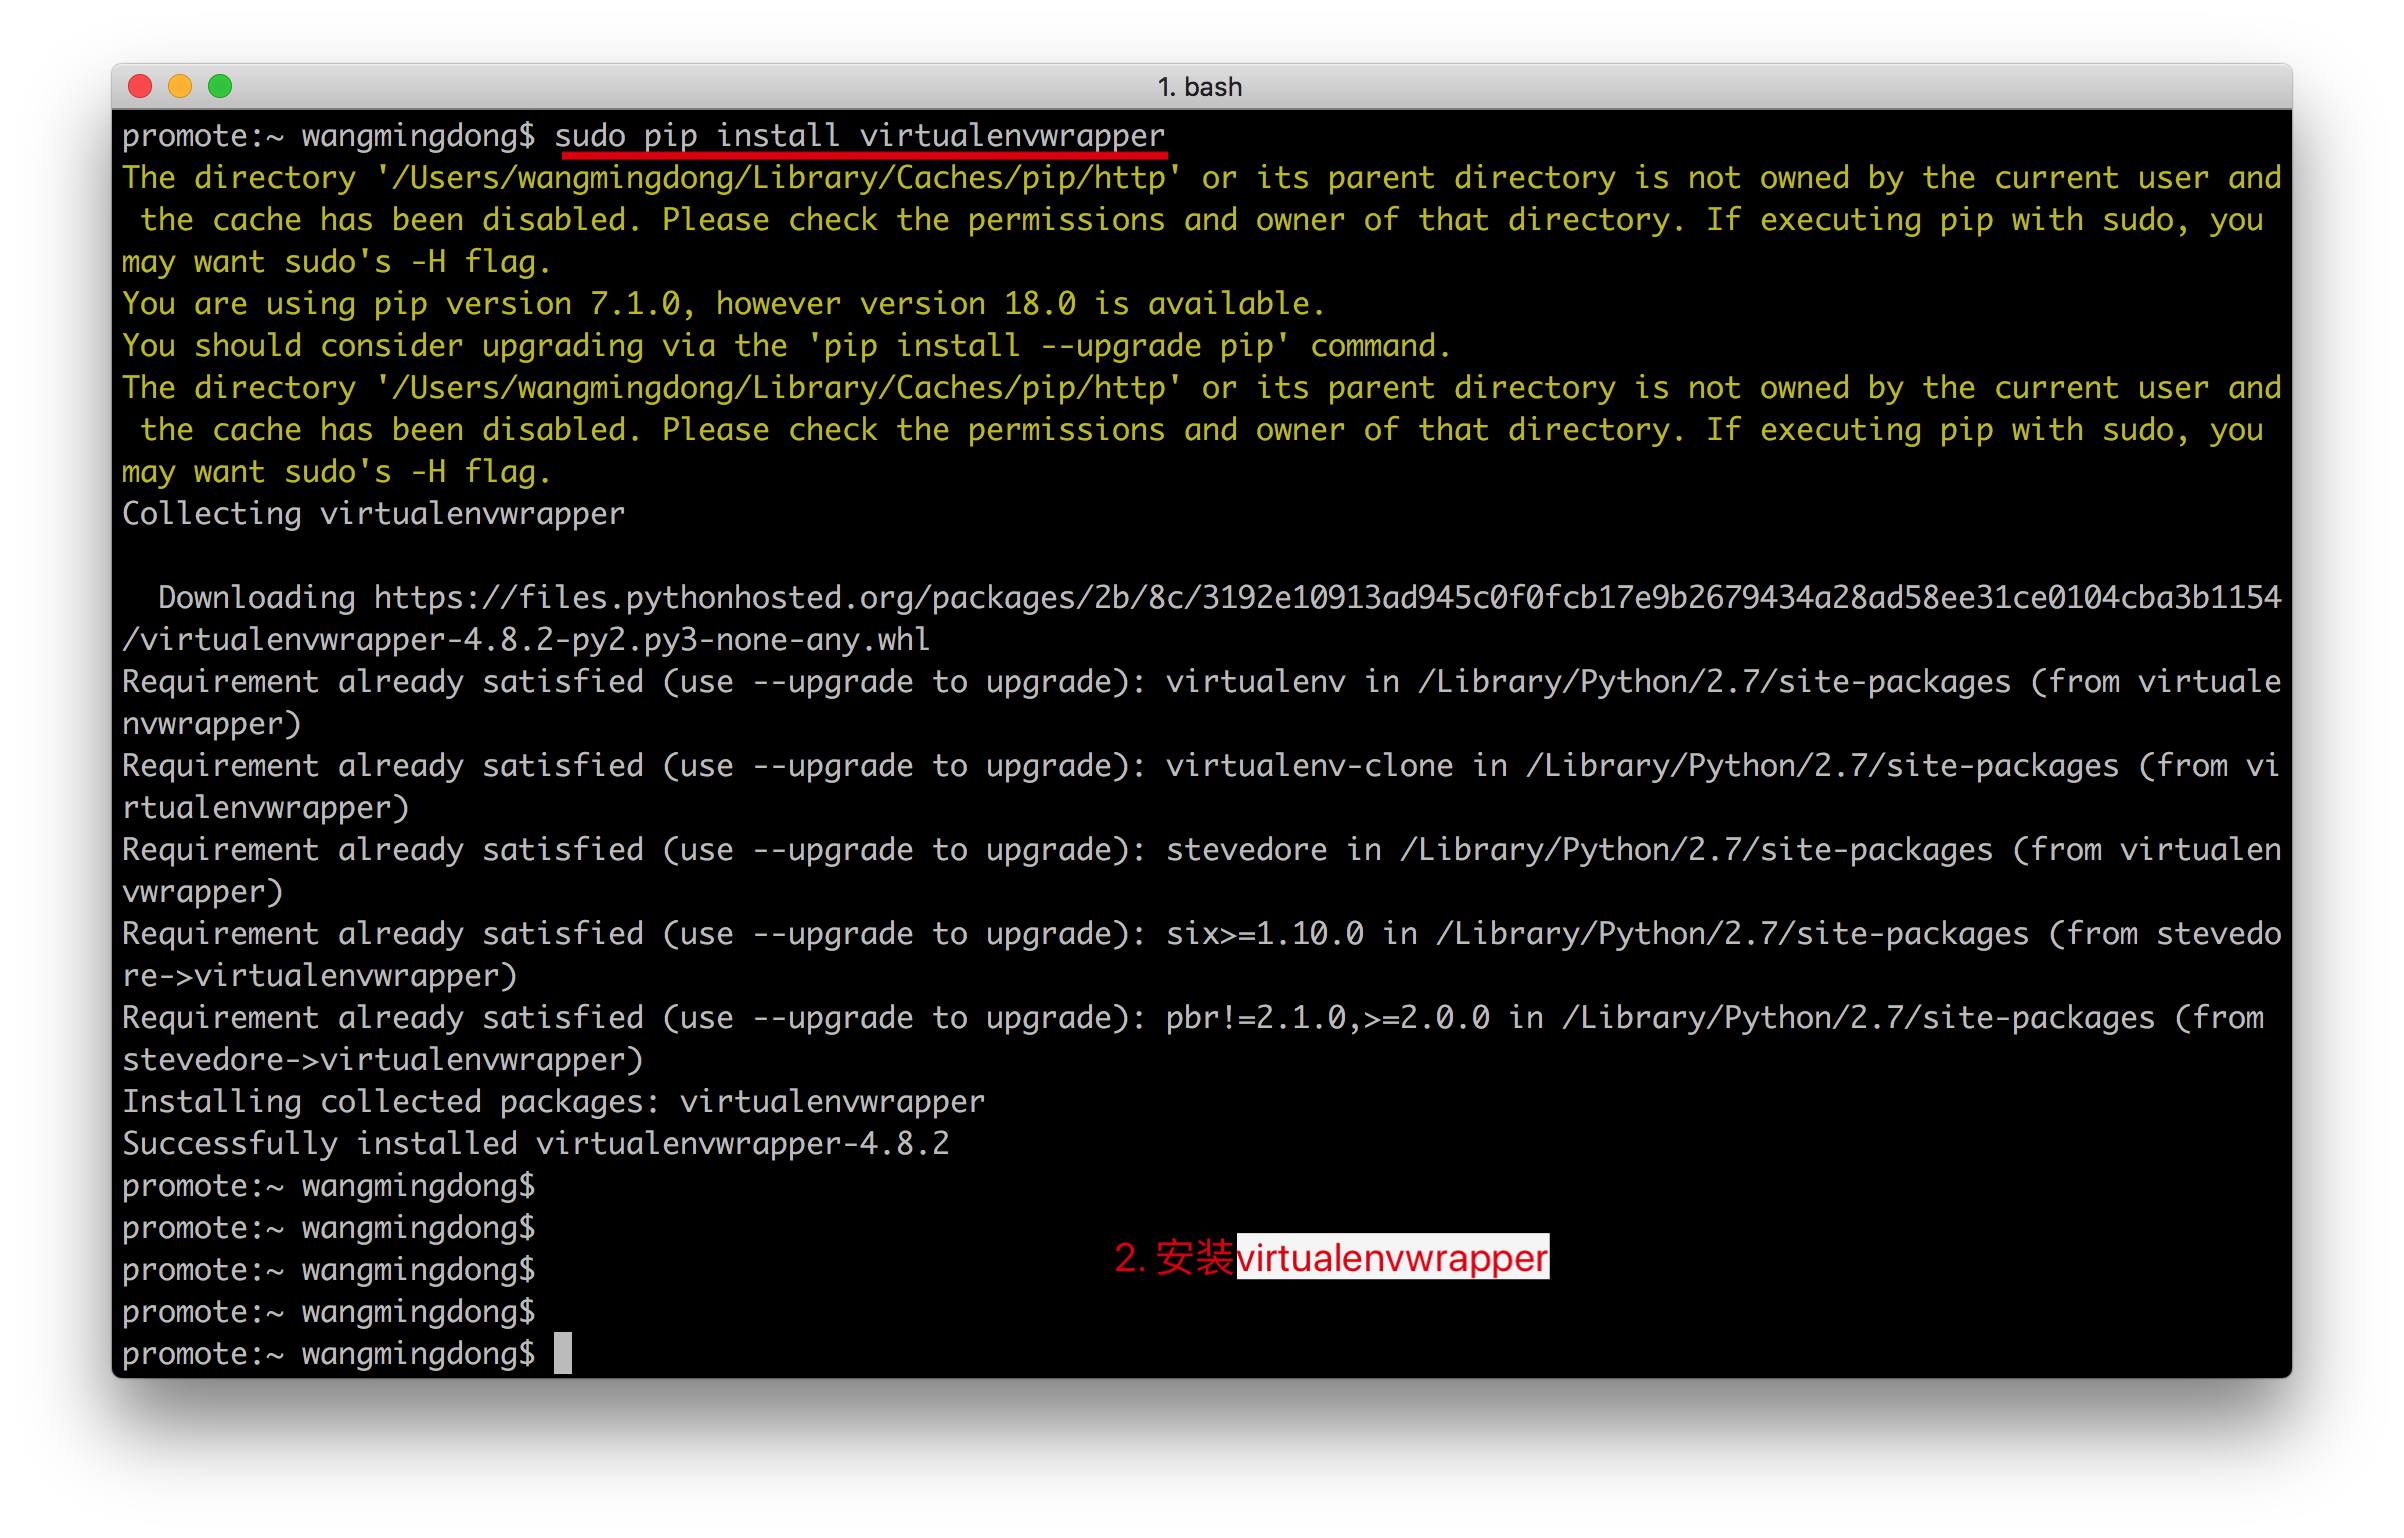 1. bash
promote:~ wangmingdong$ sudo pip install virtualenvwrapper
The directory '/Users/wangmingdong/Library/Caches/pip/http' or its parent directory is not owned by the current user and
 the cache has been disabled. Please check the permissions and owner of that directory. If executing pip with sudo, you
may want sudo's -H flag.
You are using pip version 7.1.0, however version 18.0 is available.
You should consider upgrading via the 'pip install --upgrade pip' command.
The directory '/Users/wangmingdong/Library/Caches/pip/http' or its parent directory is not owned by the current user and
 the cache has been disabled. Please check the permissions and owner of that directory. If executing pip with sudo, you
may want sudo's -H flag.
Collecting virtualenvwrapper
  Downloading https://files.pythonhosted.org/packages/2b/8c/3192e10913ad945c0f0fcb17e9b2679434a28ad58ee31ce0104cba3b1154
/virtualenvwrapper-4.8.2-py2.py3-none-any.whl
Requirement already satisfied (use --upgrade to upgrade): virtualenv in /Library/Python/2.7/site-packages (from virtuale
nvwrapper)
Requirement already satisfied (use --upgrade to upgrade): virtualenv-clone in /Library/Python/2.7/site-packages (from vi
rtualenvwrapper)
Requirement already satisfied (use --upgrade to upgrade): stevedore in /Library/Python/2.7/site-packages (from virtualen
vwrapper)
Requirement already satisfied (use --upgrade to upgrade): six>=1.10.0 in /Library/Python/2.7/site-packages (from stevedo
re->virtualenvwrapper)
Requirement already satisfied (use --upgrade to upgrade): pbr!=2.1.0,>=2.0.0 in /Library/Python/2.7/site-packages (from
stevedore->virtualenvwrapper)
Installing collected packages: virtualenvwrapper
Successfully installed virtualenvwrapper-4.8.2
promote:~ wangmingdong$
promote:~ wangmingdong$
2. 安装virtualenvwrapper
promote:~ wangmingdong$
promote:~ wangmingdong$
promote:~ wangmingdong$